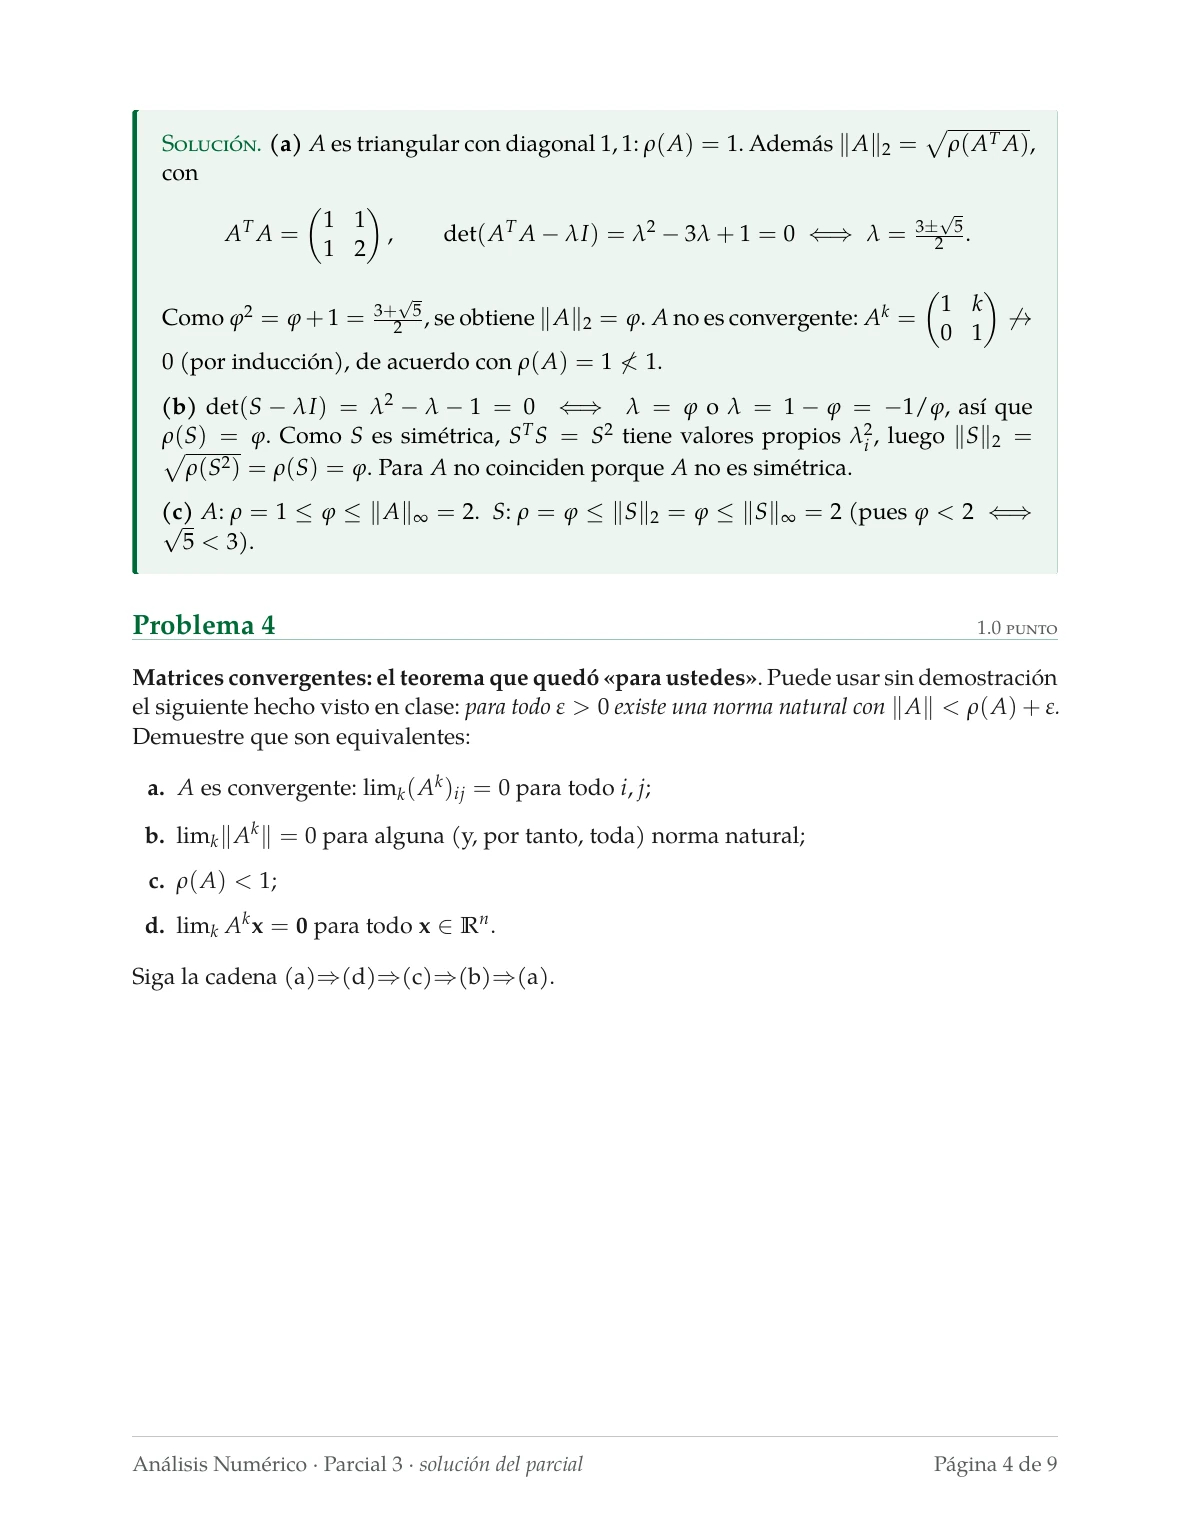 SOLUCIÓN. (a) A es triangular con diagonal 1, 1: ρ(A) = 1. Además ‖A‖₂ = √ρ(AᵀA),
con
AᵀA = (1 1; 1 2), det(AᵀA − λI) = λ² − 3λ + 1 = 0 ⟺ λ = (3±√5)/2.
Como φ² = φ + 1 = (3+√5)/2, se obtiene ‖A‖₂ = φ. A no es convergente: Aᵏ = (1 k; 0 1) ↛
0 (por inducción), de acuerdo con ρ(A) = 1 ≮ 1.
(b) det(S − λI) = λ² − λ − 1 = 0 ⟺ λ = φ o λ = 1 − φ = −1/φ, así que
ρ(S) = φ. Como S es simétrica, SᵀS = S² tiene valores propios λᵢ², luego ‖S‖₂ =
√ρ(S²) = ρ(S) = φ. Para A no coinciden porque A no es simétrica.
(c) A: ρ = 1 ≤ φ ≤ ‖A‖∞ = 2. S: ρ = φ ≤ ‖S‖₂ = φ ≤ ‖S‖∞ = 2 (pues φ < 2 ⟺
√5 < 3).
Problema 4 1.0 PUNTO
Matrices convergentes: el teorema que quedó «para ustedes». Puede usar sin demostración
el siguiente hecho visto en clase: para todo ε > 0 existe una norma natural con ‖A‖ < ρ(A) + ε.
Demuestre que son equivalentes:
a. A es convergente: limₖ(Aᵏ)ᵢⱼ = 0 para todo i, j;
b. limₖ‖Aᵏ‖ = 0 para alguna (y, por tanto, toda) norma natural;
c. ρ(A) < 1;
d. limₖ Aᵏx = 0 para todo x ∈ ℝⁿ.
Siga la cadena (a)⇒(d)⇒(c)⇒(b)⇒(a).
Análisis Numérico · Parcial 3 · solución del parcial Página 4 de 9